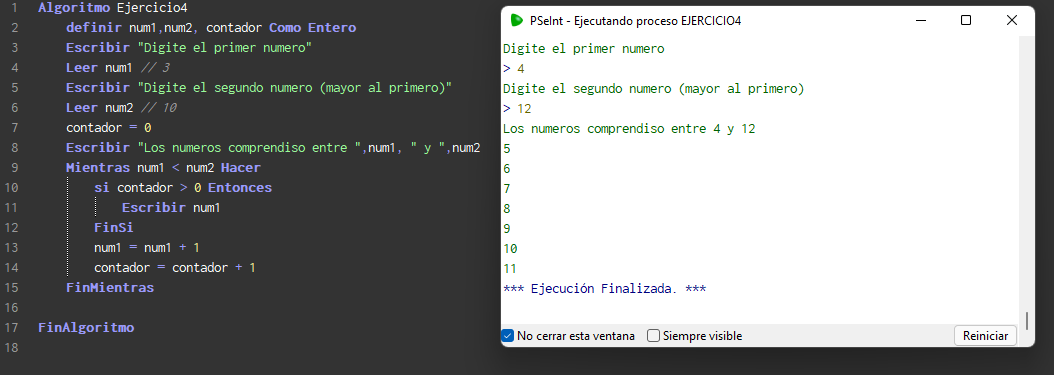 1 Algoritmo Ejercicio4
2 definir num1,num2, contador Como Entero
3 Escribir "Digite el primer numero"
4 Leer num1 // 3
5 Escribir "Digite el segundo numero (mayor al primero)"
6 Leer num2 // 10
7 contador = 0
8 Escribir "Los numeros comprendiso entre ",num1, " y ",num2
9 Mientras num1 < num2 Hacer
10 si contador > 0 Entonces
11 Escribir num1
12 FinSi
13 num1 = num1 + 1
14 contador = contador + 1
15 FinMientras
16
17 FinAlgoritmo
18
PSeInt - Ejecutando proceso EJERCICIO4
Digite el primer numero
> 4
Digite el segundo numero (mayor al primero)
> 12
Los numeros comprendiso entre 4 y 12
5
6
7
8
9
10
11
*** Ejecución Finalizada. ***
No cerrar esta ventana Siempre visible Reiniciar